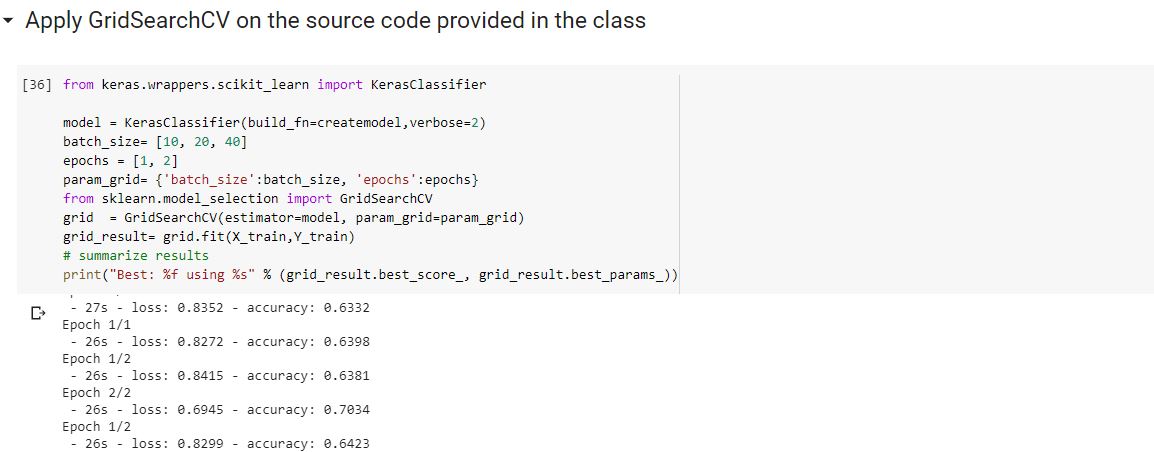 Apply GridSearchCV on the source code provided in the class
[36] from keras.wrappers.scikit_learn import KerasClassifier
model = KerasClassifier(build_fn=createmodel,verbose=2)
batch_size= [10, 20, 40]
epochs = [1, 2]
param_grid= {'batch_size':batch_size, 'epochs':epochs}
from sklearn.model_selection import GridSearchCV
grid  = GridSearchCV(estimator=model, param_grid=param_grid)
grid_result= grid.fit(X_train,Y_train)
# summarize results
print("Best: %f using %s" % (grid_result.best_score_, grid_result.best_params_))
- 27s - loss: 0.8352 - accuracy: 0.6332
Epoch 1/1
- 26s - loss: 0.8272 - accuracy: 0.6398
Epoch 1/2
- 26s - loss: 0.8415 - accuracy: 0.6381
Epoch 2/2
- 26s - loss: 0.6945 - accuracy: 0.7034
Epoch 1/2
- 26s - loss: 0.8299 - accuracy: 0.6423